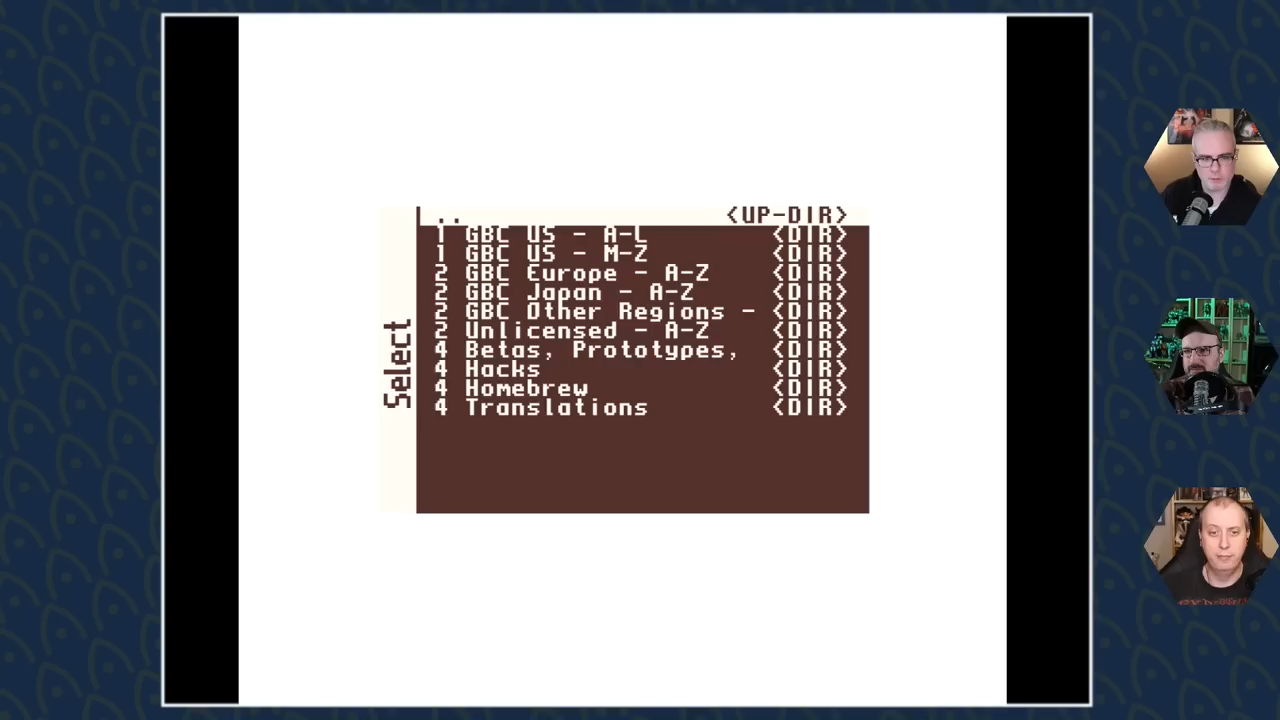 Select
.. <UP-DIR>
1 GBC US - A-L <DIR>
1 GBC US - M-Z <DIR>
2 GBC Europe - A-Z <DIR>
2 GBC Japan - A-Z <DIR>
2 GBC Other Regions - <DIR>
2 Unlicensed - A-Z <DIR>
4 Betas, Prototypes, <DIR>
4 Hacks <DIR>
4 Homebrew <DIR>
4 Translations <DIR>